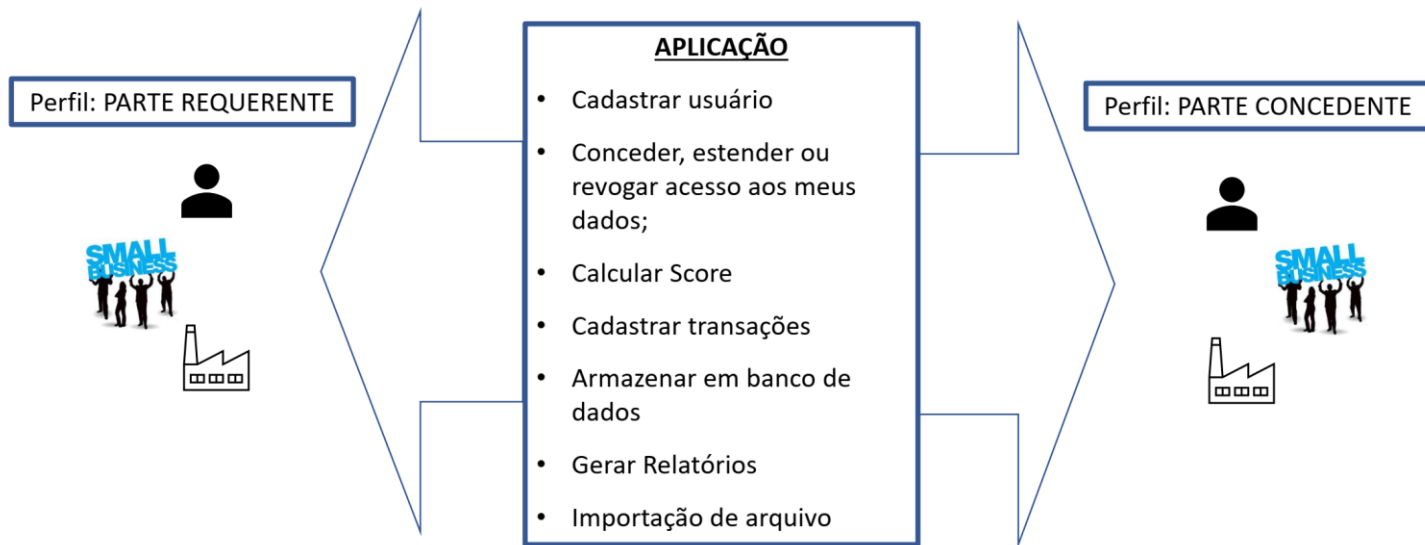 APLICAÇÃO
Perfil: PARTE REQUERENTE
SMALL
BUSINESS
• Cadastrar usuário
• Conceder, estender ou
revogar acesso aos meus
dados;
• Calcular Score
• Cadastrar transações
• Armazenar em banco de
dados
• Gerar Relatórios
• Importação de arquivo
Perfil: PARTE CONCEDENTE
SMALL
BUSINESS